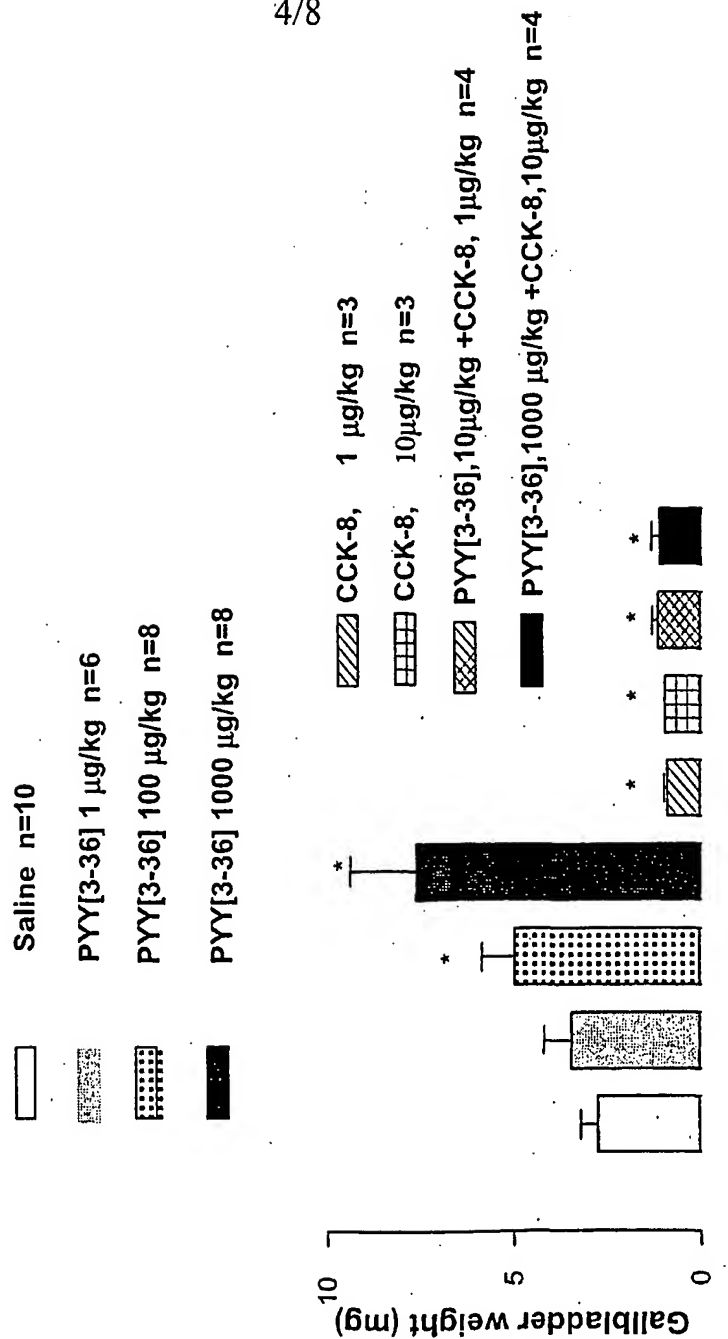 4/8
Saline n=10
PYY[3-36] 1 µg/kg n=6
PYY[3-36] 100 µg/kg n=8
PYY[3-36] 1000 µg/kg n=8
CCK-8, 1 µg/kg n=3
CCK-8, 10µg/kg n=3
PYY[3-36],10µg/kg +CCK-8, 1µg/kg n=4
PYY[3-36],1000 µg/kg +CCK-8,10µg/kg n=4
* * * * * *
10
5
0
Gallbladder weight (mg)